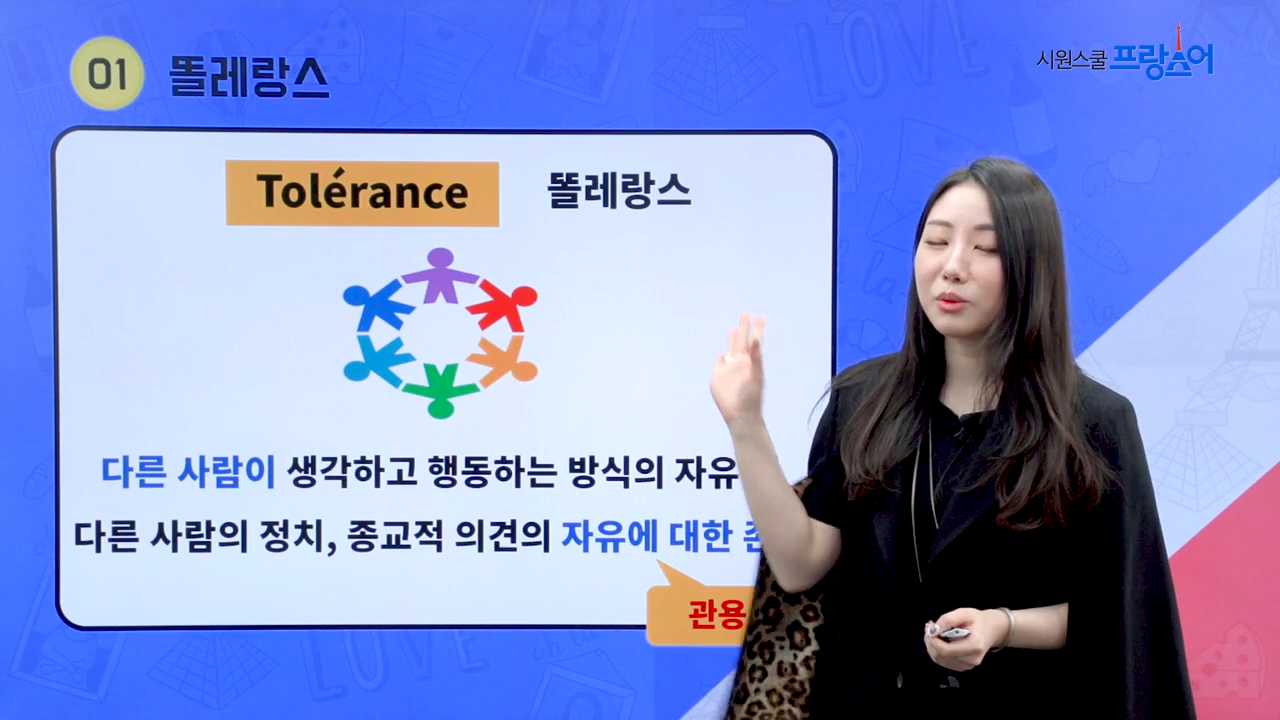 01 똘레랑스
시원스쿨 프랑스어
Tolérance 똘레랑스
다른 사람이 생각하고 행동하는 방식의 자유
다른 사람의 정치, 종교적 의견의 자유에 대한
관용